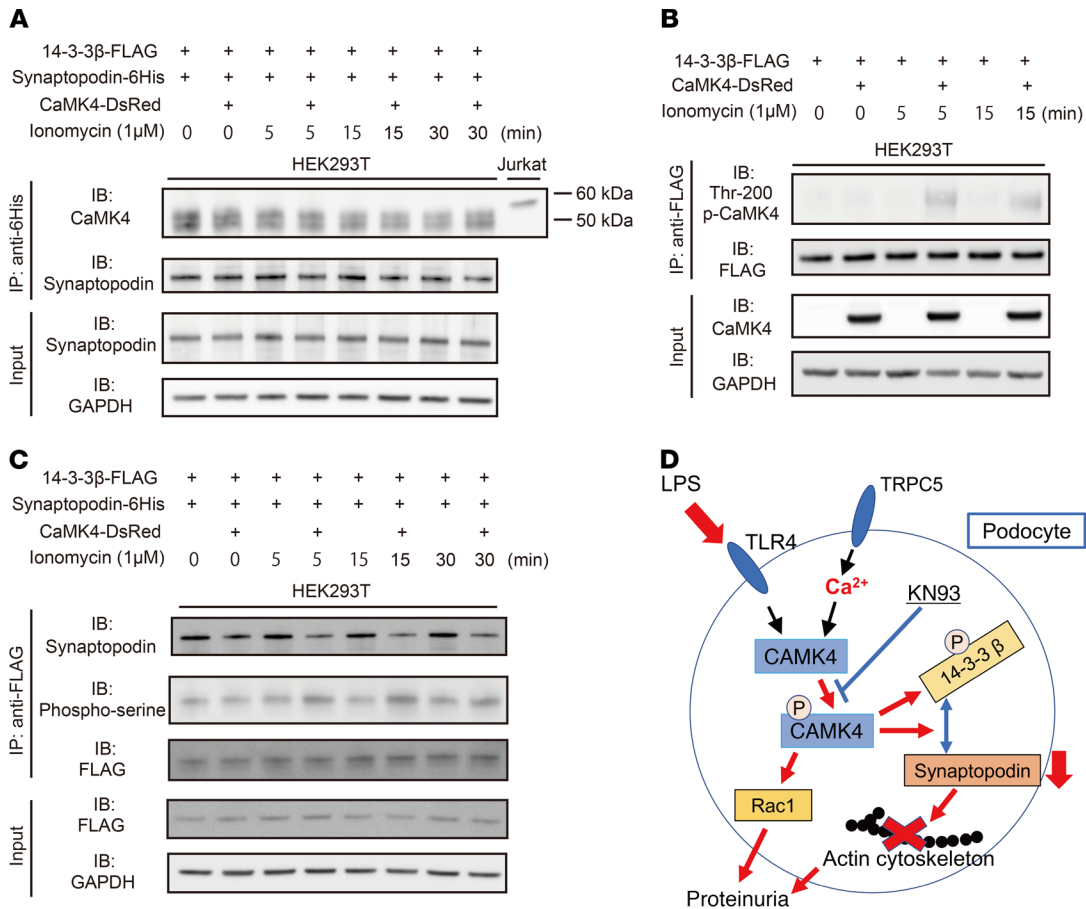 A
14-3-3β-FLAG + + + + + + + +
Synaptopodin-6His + + + + + + + +
CaMK4-DsRed + + + +
Ionomycin (1μM) 0 0 5 5 15 15 30 30 (min)
HEK293T Jurkat
IP: anti-6His
IB:
CaMK4
60 kDa
50 kDa
IB:
Synaptopodin
Input
IB:
Synaptopodin
IB:
GAPDH
B
14-3-3β-FLAG + + + + + +
CaMK4-DsRed + + +
Ionomycin (1μM) 0 0 5 5 15 15 (min)
HEK293T
IP: anti-FLAG
IB:
Thr-200
p-CaMK4
IB:
FLAG
Input
IB:
CaMK4
IB:
GAPDH
C
14-3-3β-FLAG + + + + + + + +
Synaptopodin-6His + + + + + + + +
CaMK4-DsRed + + + +
Ionomycin (1μM) 0 0 5 5 15 15 30 30 (min)
HEK293T
IP: anti-FLAG
IB:
Synaptopodin
IB:
Phospho-serine
IB:
FLAG
Input
IB:
FLAG
IB:
GAPDH
D
LPS
TRPC5
TLR4
Podocyte
Ca²⁺
KN93
CAMK4
P
14-3-3 β
P
CAMK4
Synaptopodin
Rac1
Actin cytoskeleton
Proteinuria